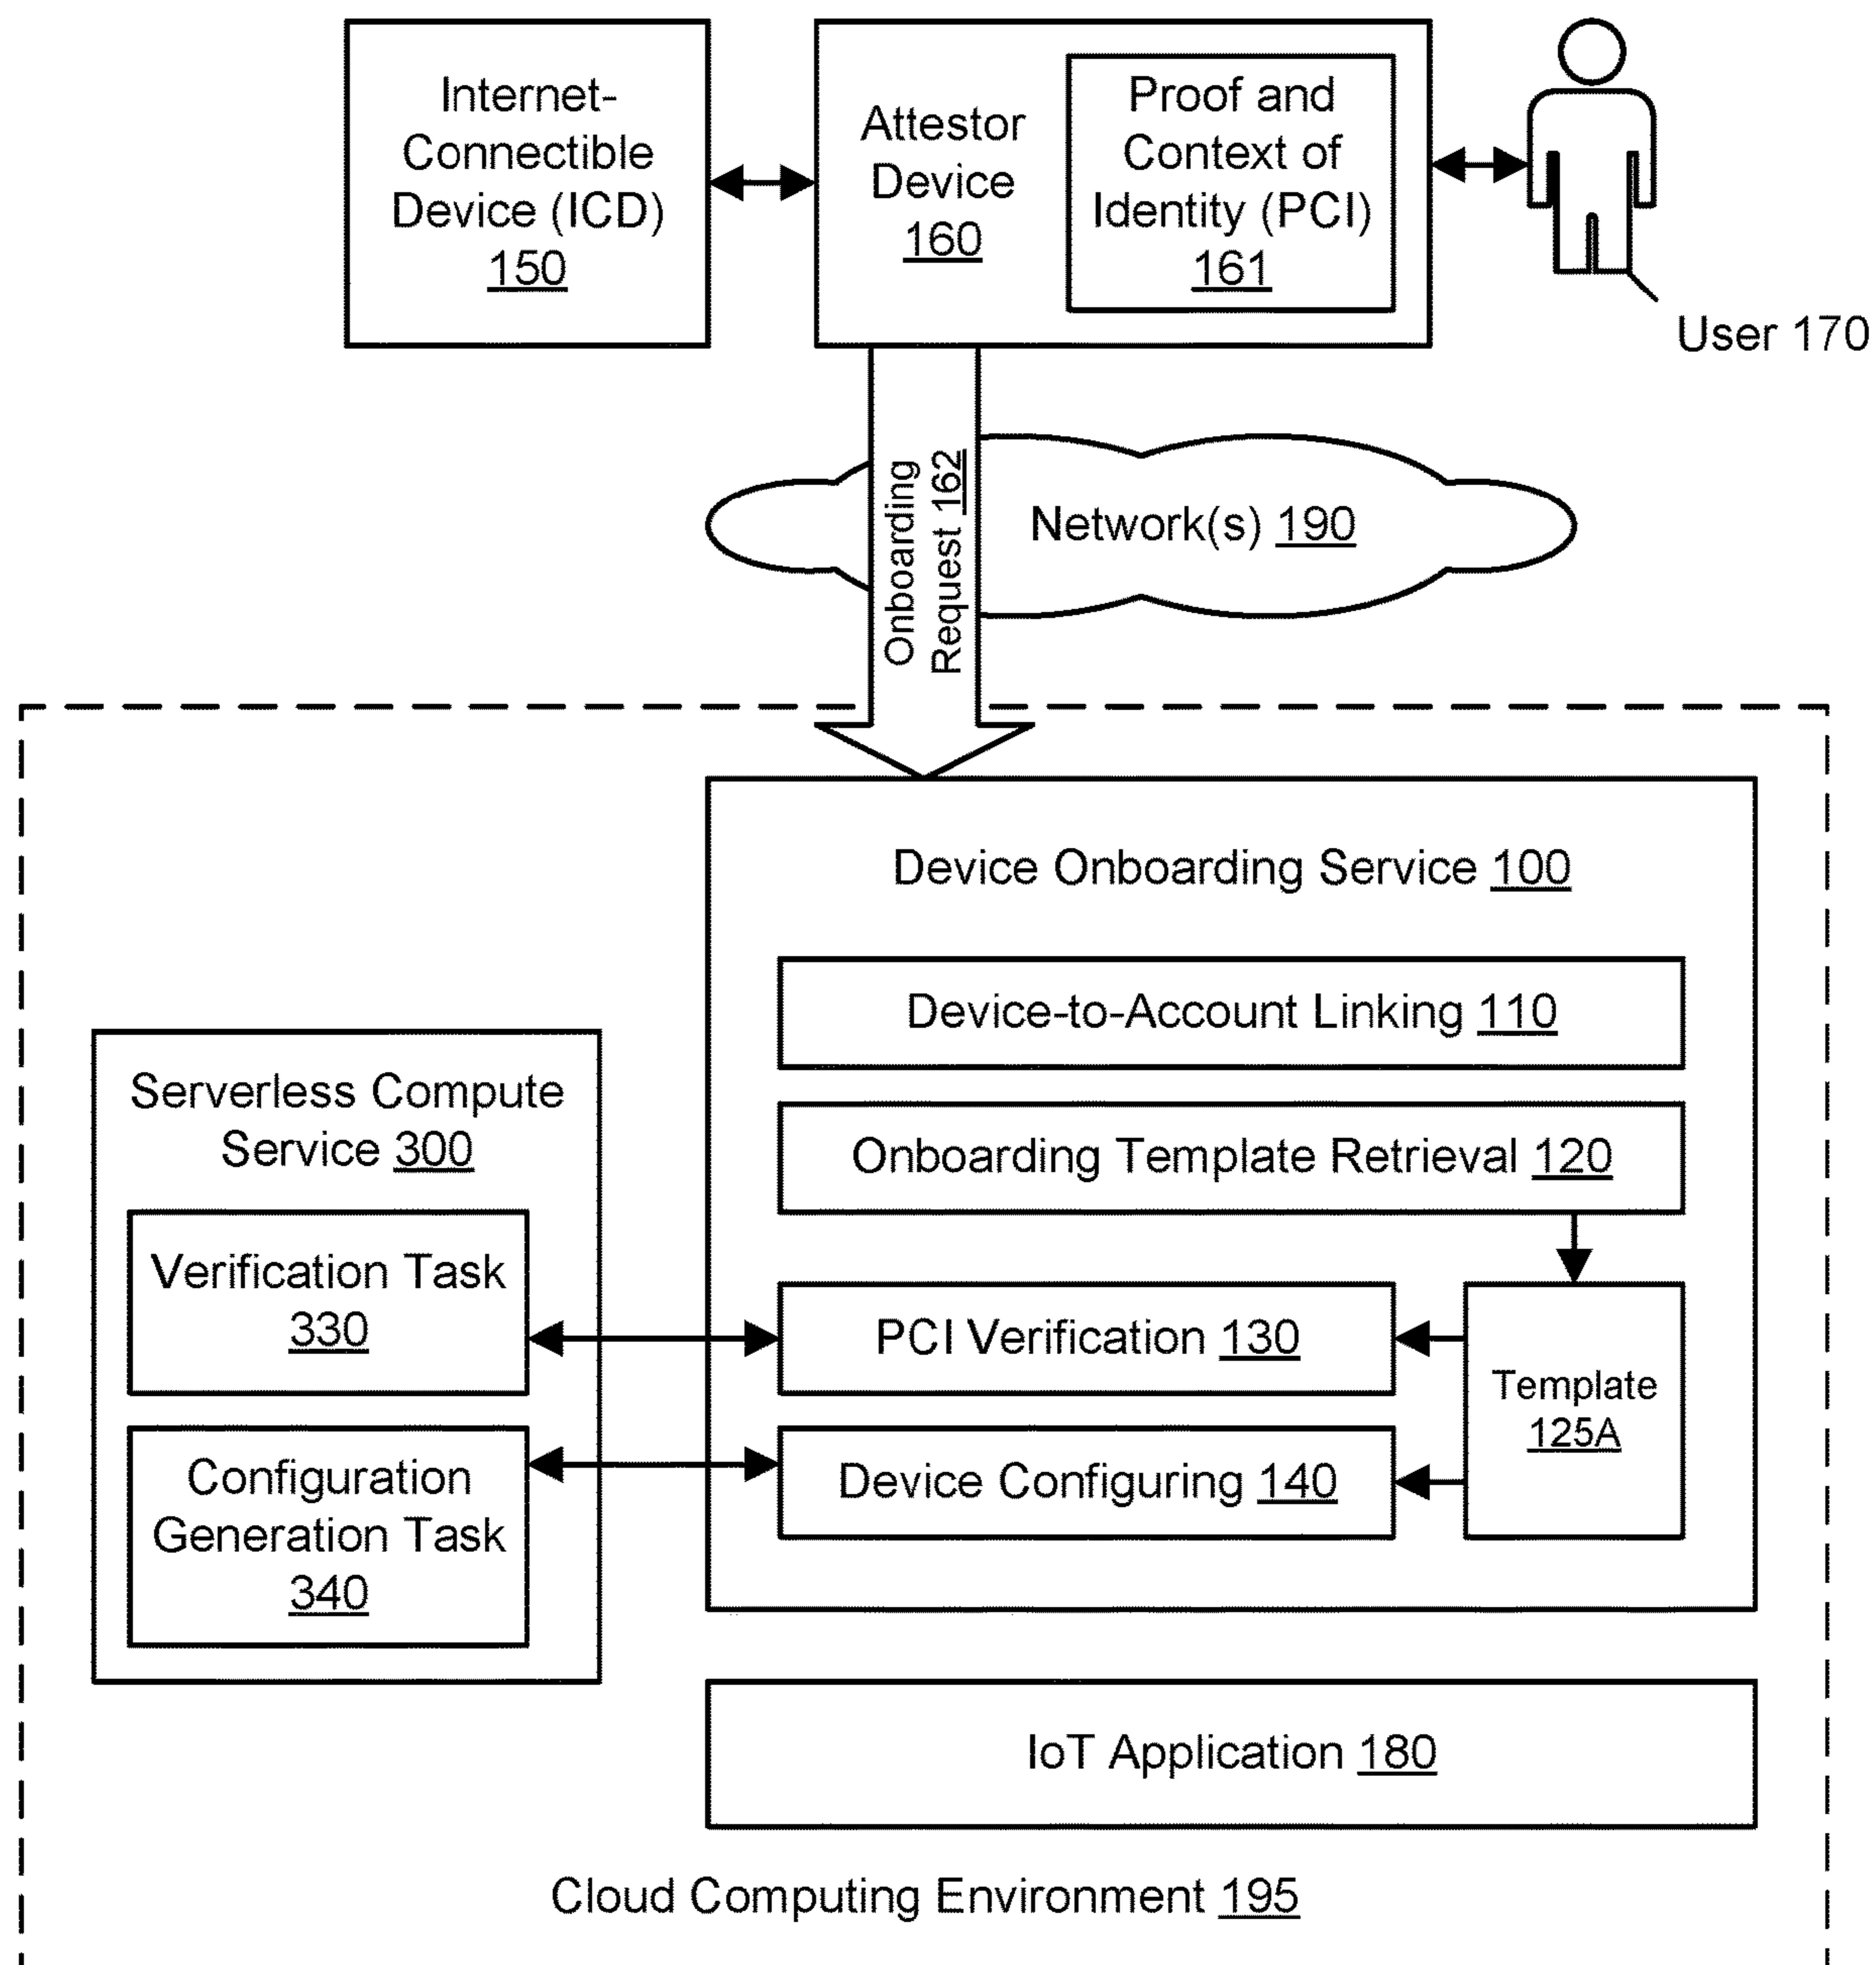 Internet-
Connectible
Device (ICD)
150
Attestor
Device
160
Proof and
Context of
Identity (PCI)
161
User 170
Onboarding
Request 162
Network(s) 190
Device Onboarding Service 100
Device-to-Account Linking 110
Onboarding Template Retrieval 120
PCI Verification 130
Template
125A
Device Configuring 140
Serverless Compute
Service 300
Verification Task
330
Configuration
Generation Task
340
IoT Application 180
Cloud Computing Environment 195